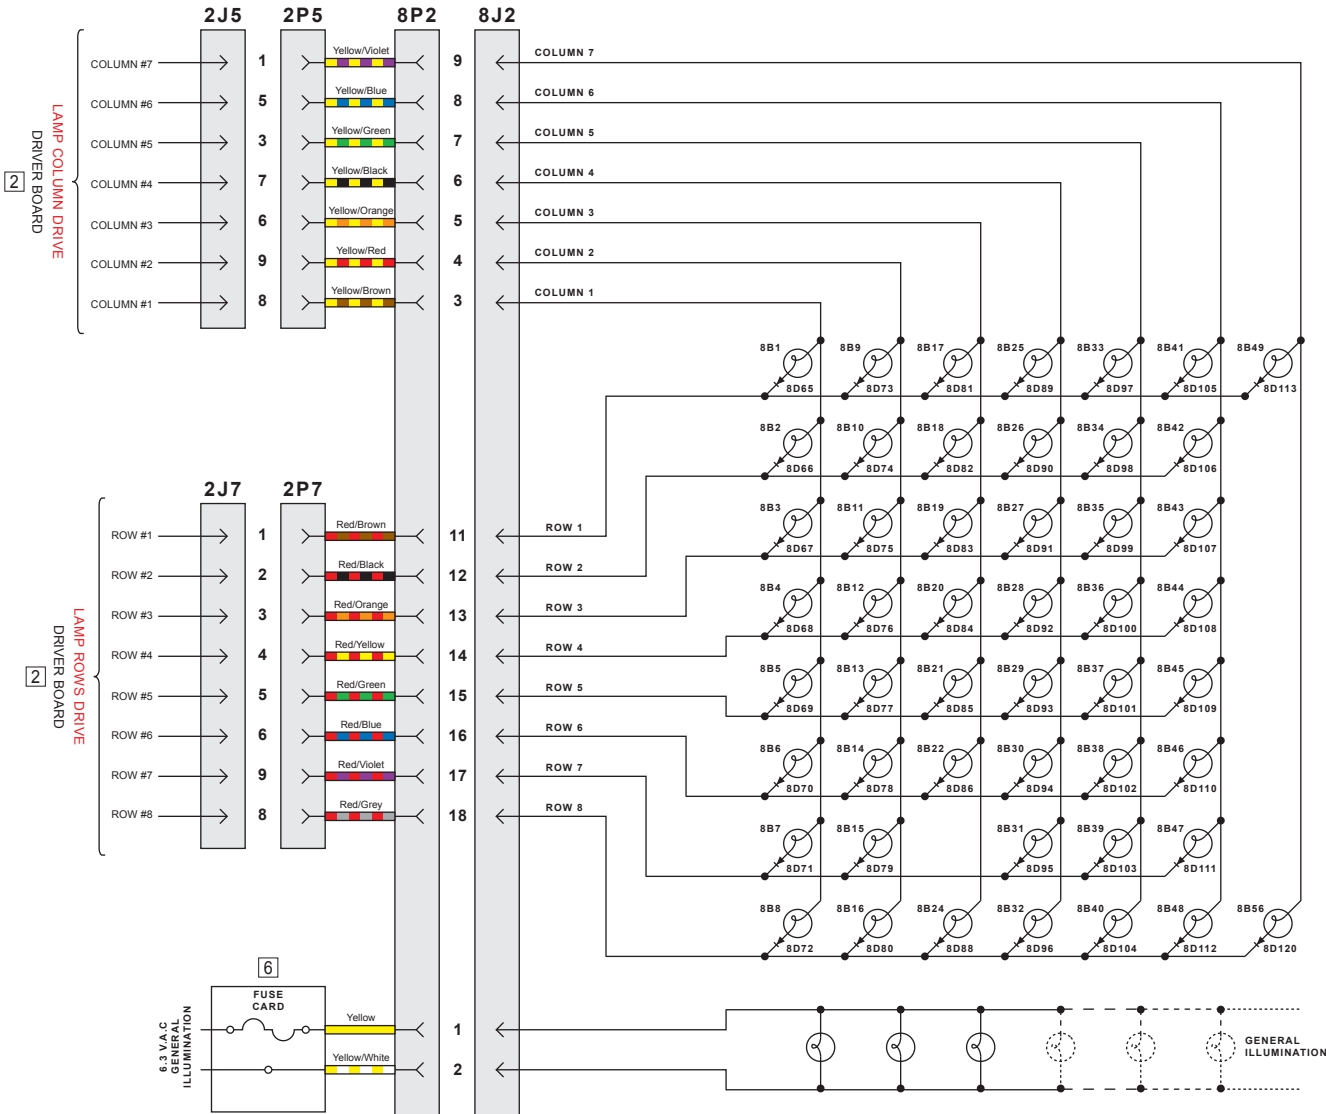 2J5 2P5 8P2 8J2
COLUMN #7 1 Yellow/Violet 9 COLUMN 7
COLUMN #6 5 Yellow/Blue 8 COLUMN 6
COLUMN #5 3 Yellow/Green 7 COLUMN 5
COLUMN #4 7 Yellow/Black 6 COLUMN 4
COLUMN #3 6 Yellow/Orange 5 COLUMN 3
COLUMN #2 9 Yellow/Red 4 COLUMN 2
COLUMN #1 8 Yellow/Brown 3 COLUMN 1
LAMP COLUMN DRIVE
DRIVER BOARD
2
8B1 8B9 8B17 8B25 8B33 8B41 8B49
8D65 8D73 8D81 8D89 8D97 8D105 8D113
8B2 8B10 8B18 8B26 8B34 8B42
8D66 8D74 8D82 8D90 8D98 8D106
2J7 2P7
ROW #1 1 Red/Brown 11 ROW 1
ROW #2 2 Red/Black 12 ROW 2
ROW #3 3 Red/Orange 13 ROW 3
ROW #4 4 Red/Yellow 14 ROW 4
ROW #5 5 Red/Green 15 ROW 5
ROW #6 6 Red/Blue 16 ROW 6
ROW #7 9 Red/Violet 17 ROW 7
ROW #8 8 Red/Grey 18 ROW 8
LAMP ROWS DRIVE
DRIVER BOARD
2
8B3 8B11 8B19 8B27 8B35 8B43
8D67 8D75 8D83 8D91 8D99 8D107
8B4 8B12 8B20 8B28 8B36 8B44
8D68 8D76 8D84 8D92 8D100 8D108
8B5 8B13 8B21 8B29 8B37 8B45
8D69 8D77 8D85 8D93 8D101 8D109
8B6 8B14 8B22 8B30 8B38 8B46
8D70 8D78 8D86 8D94 8D102 8D110
8B7 8B15 8B31 8B39 8B47
8D71 8D79 8D95 8D103 8D111
8B8 8B16 8B24 8B32 8B40 8B48 8B56
8D72 8D80 8D88 8D96 8D104 8D112 8D120
6
FUSE
CARD
6.3 V.A.C
GENERAL
ILLUMINATION
Yellow 1
Yellow/White 2
GENERAL
ILLUMINATION